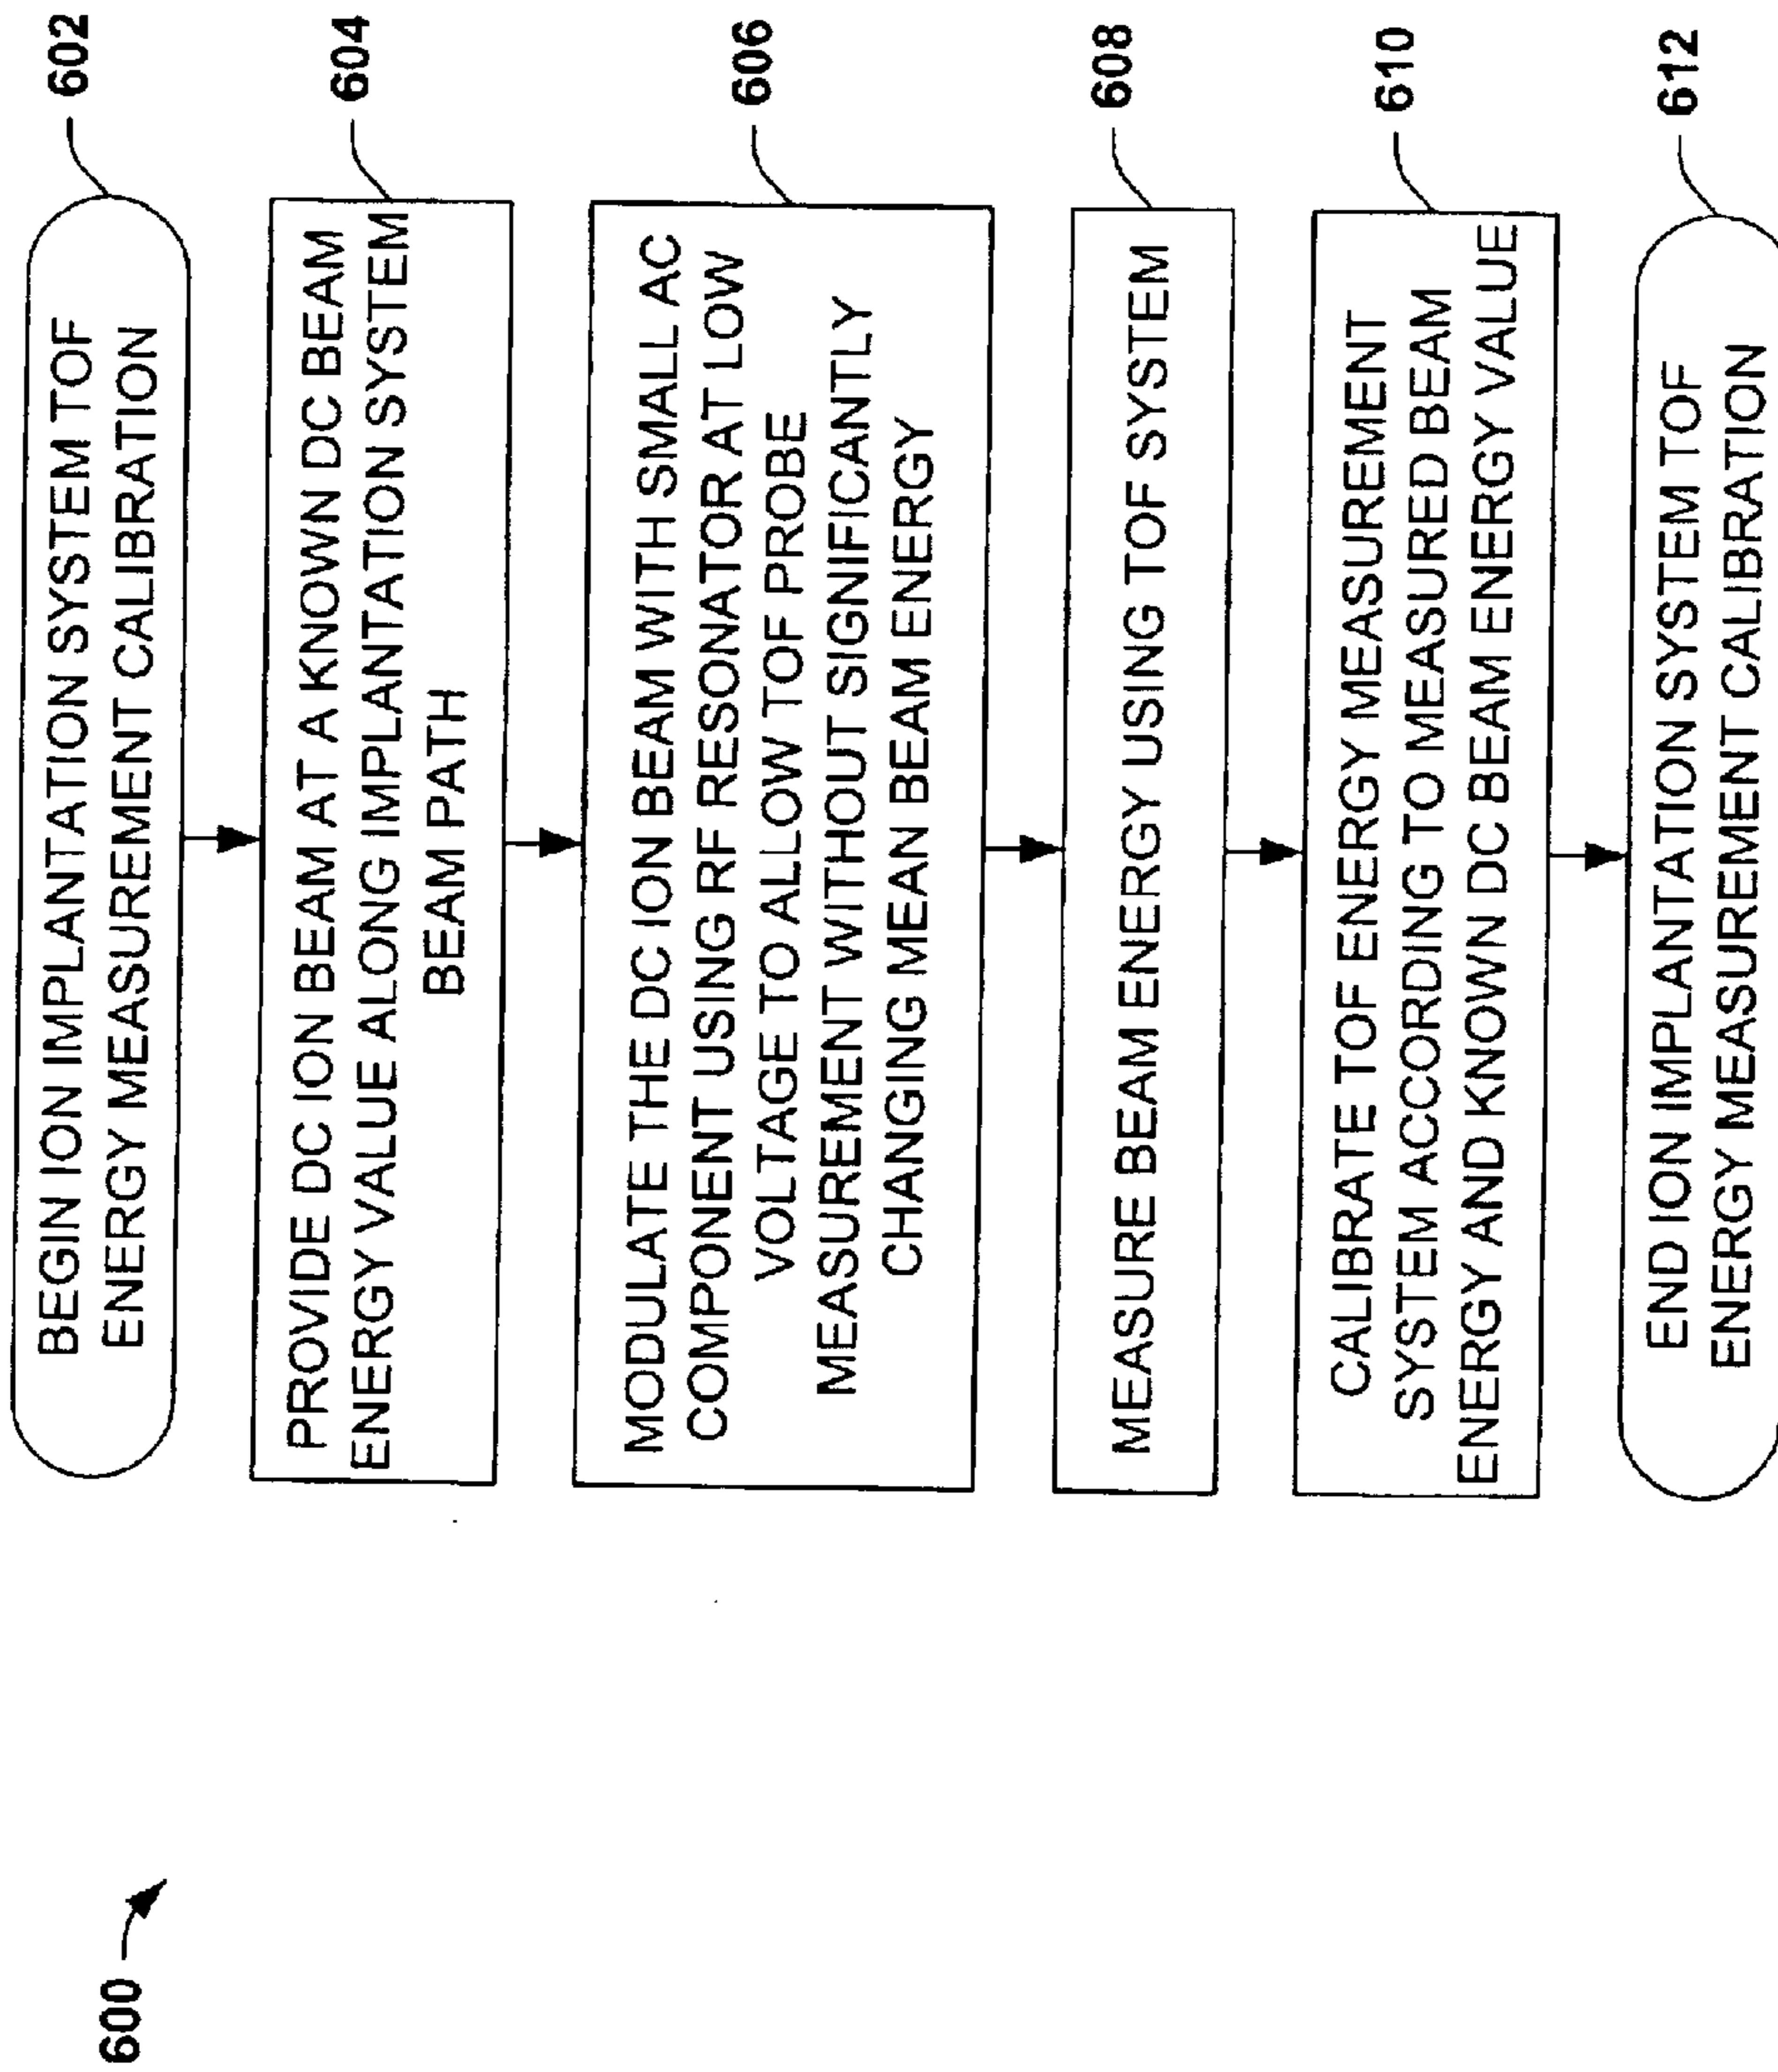 600
602
BEGIN ION IMPLANTATION SYSTEM TOF
ENERGY MEASUREMENT CALIBRATION
604
PROVIDE DC ION BEAM AT A KNOWN DC BEAM
ENERGY VALUE ALONG IMPLANTATION SYSTEM
BEAM PATH
606
MODULATE THE DC ION BEAM WITH SMALL AC
COMPONENT USING RF RESONATOR AT LOW
VOLTAGE TO ALLOW TOF PROBE
MEASUREMENT WITHOUT SIGNIFICANTLY
CHANGING MEAN BEAM ENERGY
608
MEASURE BEAM ENERGY USING TOF SYSTEM
610
CALIBRATE TOF ENERGY MEASUREMENT
SYSTEM ACCORDING TO MEASURED BEAM
ENERGY AND KNOWN DC BEAM ENERGY VALUE
612
END ION IMPLANTATION SYSTEM TOF
ENERGY MEASUREMENT CALIBRATION